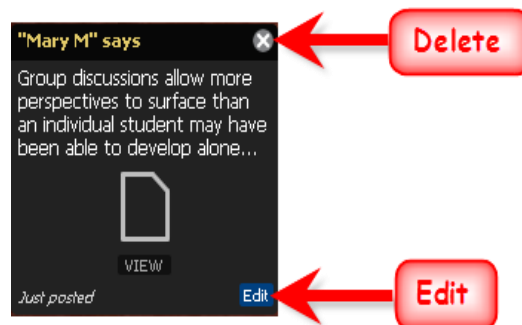 "Mary M" says
Delete
Group discussions allow more
perspectives to surface than
an individual student may have
been able to develop alone...
VIEW
Just posted
Edit
Edit